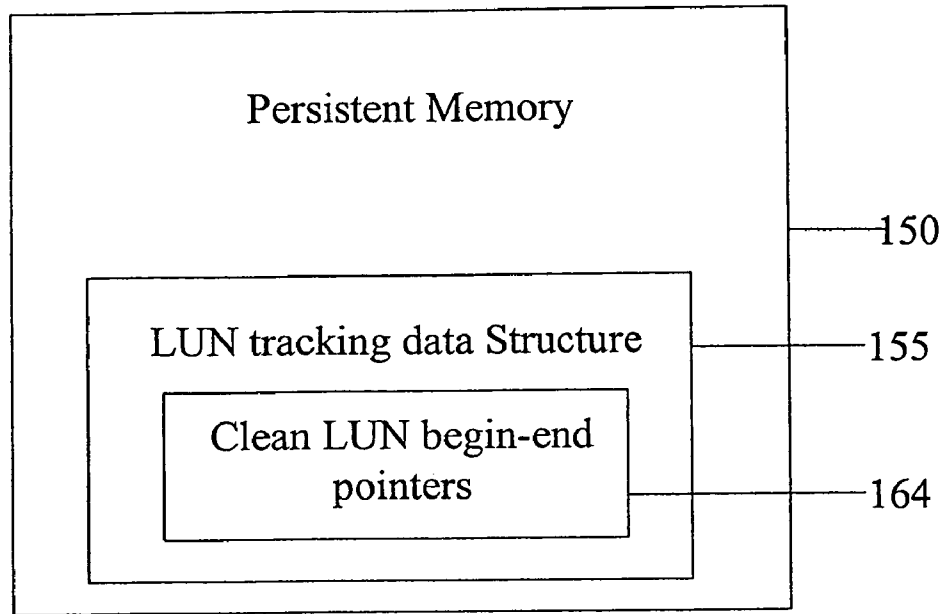 Persistent Memory
150
LUN tracking data Structure
155
Clean LUN begin-end
pointers
164